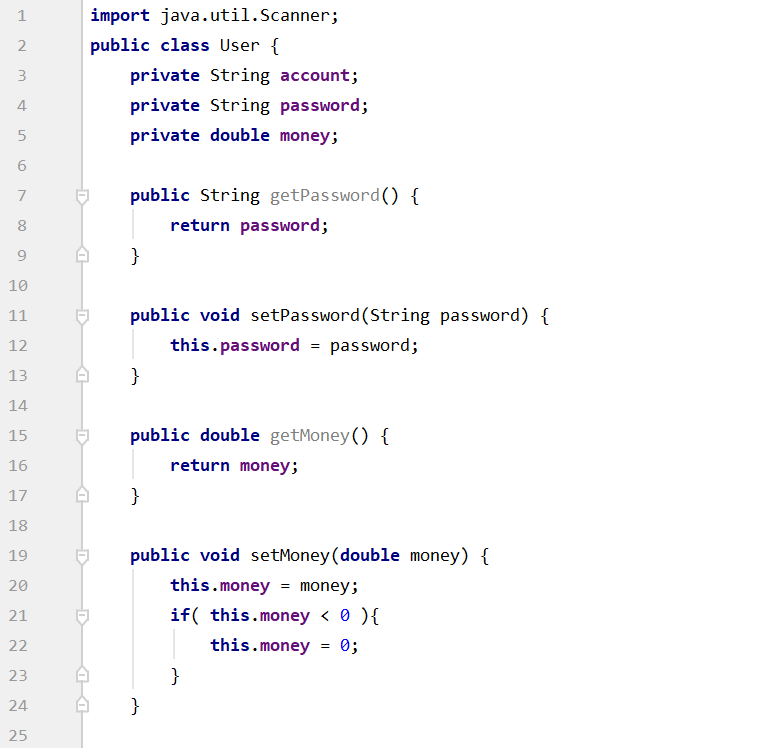 1 import java.util.Scanner;
2 public class User {
3 private String account;
4 private String password;
5 private double money;
6
7 public String getPassword() {
8 return password;
9 }
10
11 public void setPassword(String password) {
12 this.password = password;
13 }
14
15 public double getMoney() {
16 return money;
17 }
18
19 public void setMoney(double money) {
20 this.money = money;
21 if( this.money < 0 ){
22 this.money = 0;
23 }
24 }
25